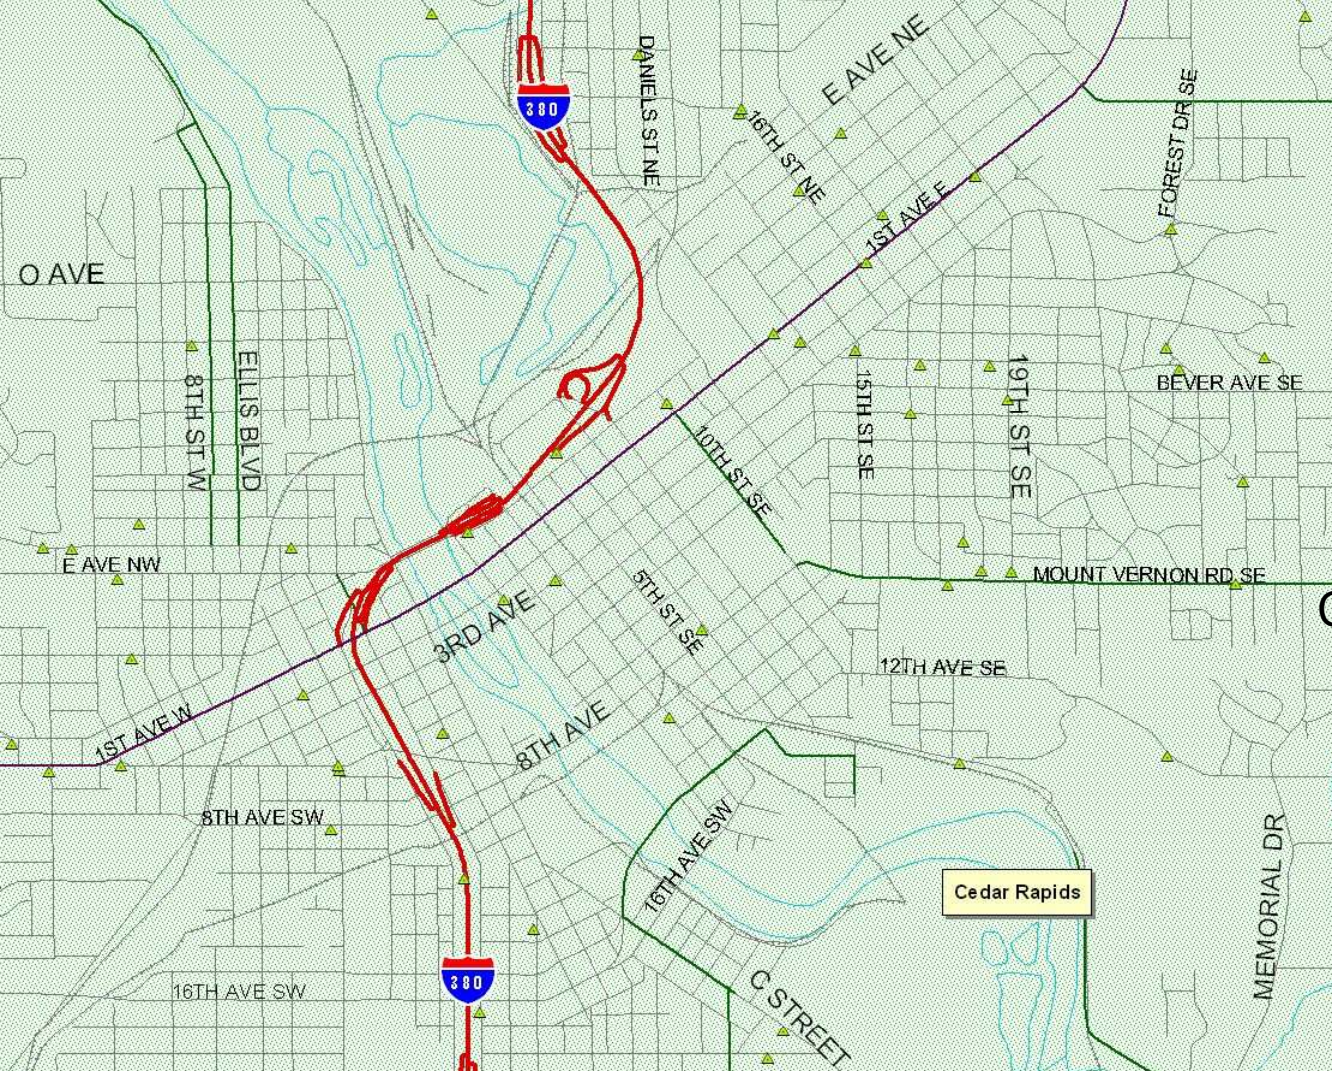 380
DANIELS ST NE
E AVE NE
16TH ST NE
FOREST DR SE
1ST AVE E
O AVE
8TH ST W
ELLIS BLVD
15TH ST SE
19TH ST SE
BEVER AVE SE
10TH ST SE
E AVE NW
5TH ST SE
MOUNT VERNON RD SE
3RD AVE
12TH AVE SE
1ST AVE W
8TH AVE
8TH AVE SW
16TH AVE SW
Cedar Rapids
MEMORIAL DR
380
16TH AVE SW
C STREET